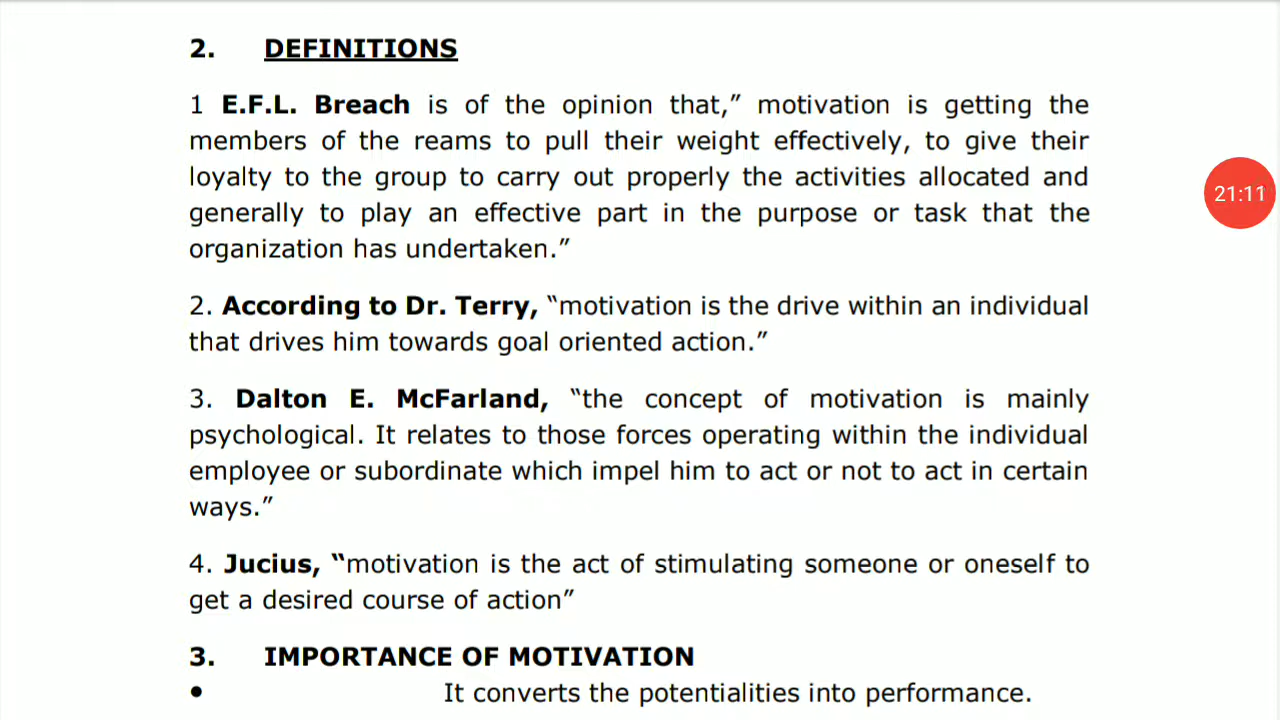 2. DEFINITIONS
1 E.F.L. Breach is of the opinion that,” motivation is getting the
members of the reams to pull their weight effectively, to give their
loyalty to the group to carry out properly the activities allocated and
generally to play an effective part in the purpose or task that the
organization has undertaken.”
2. According to Dr. Terry, “motivation is the drive within an individual
that drives him towards goal oriented action.”
3. Dalton E. McFarland, “the concept of motivation is mainly
psychological. It relates to those forces operating within the individual
employee or subordinate which impel him to act or not to act in certain
ways.”
4. Jucius, “motivation is the act of stimulating someone or oneself to
get a desired course of action”
3. IMPORTANCE OF MOTIVATION
• It converts the potentialities into performance.
21:11